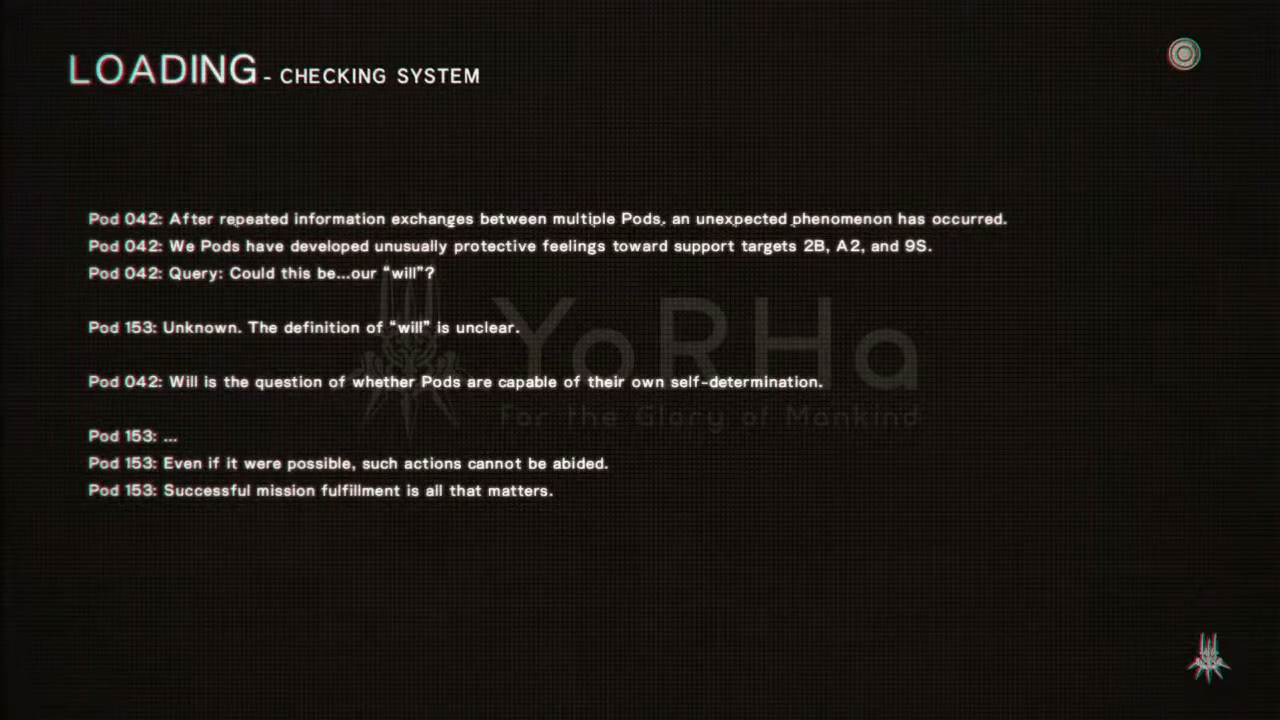 LOADING - CHECKING SYSTEM
Pod 042: After repeated information exchanges between multiple Pods, an unexpected phenomenon has occurred.
Pod 042: We Pods have developed unusually protective feelings toward support targets 2B, A2, and 9S.
Pod 042: Query: Could this be...our “will”?
Pod 153: Unknown. The definition of “will” is unclear.
YoRHa
Pod 042: Will is the question of whether Pods are capable of their own self-determination.
For the Glory of Mankind
Pod 153: ...
Pod 153: Even if it were possible, such actions cannot be abided.
Pod 153: Successful mission fulfillment is all that matters.